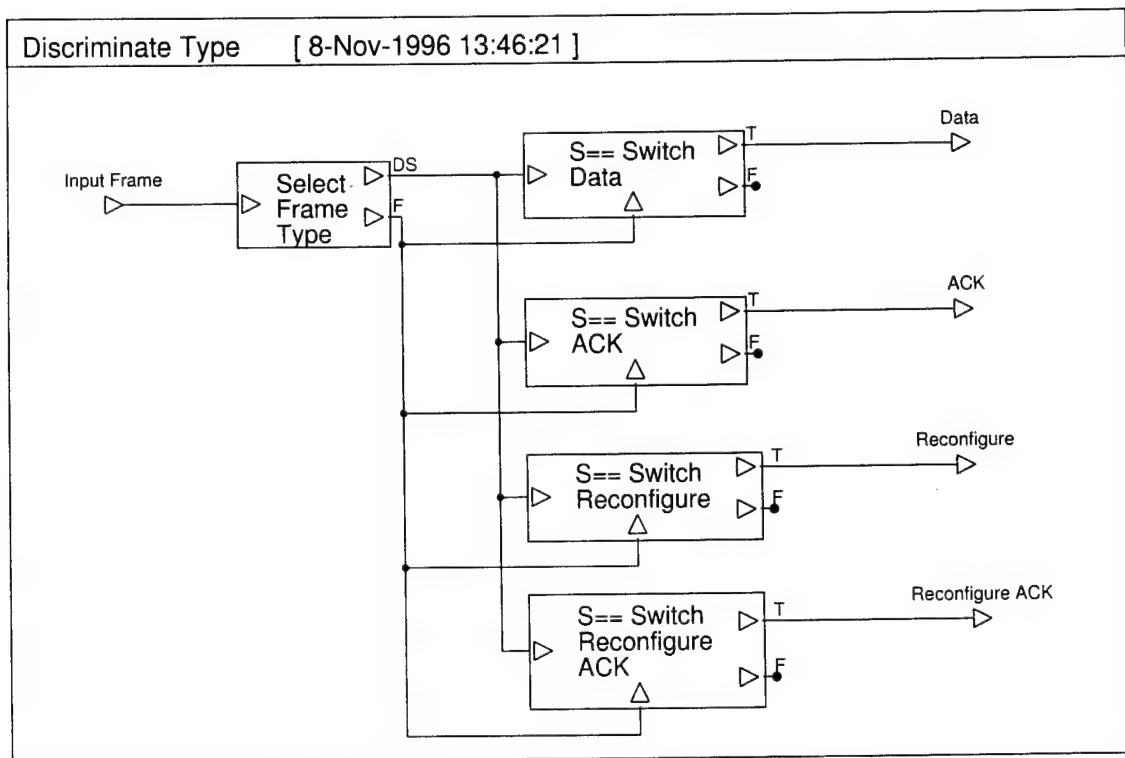 Discriminate Type [ 8-Nov-1996 13:46:21 ]
Input Frame
Select
Frame
Type
DS
F
S== Switch
Data
T
F
Data
S== Switch
ACK
T
F
ACK
S== Switch
Reconfigure
T
F
Reconfigure
S== Switch
Reconfigure
ACK
T
F
Reconfigure ACK